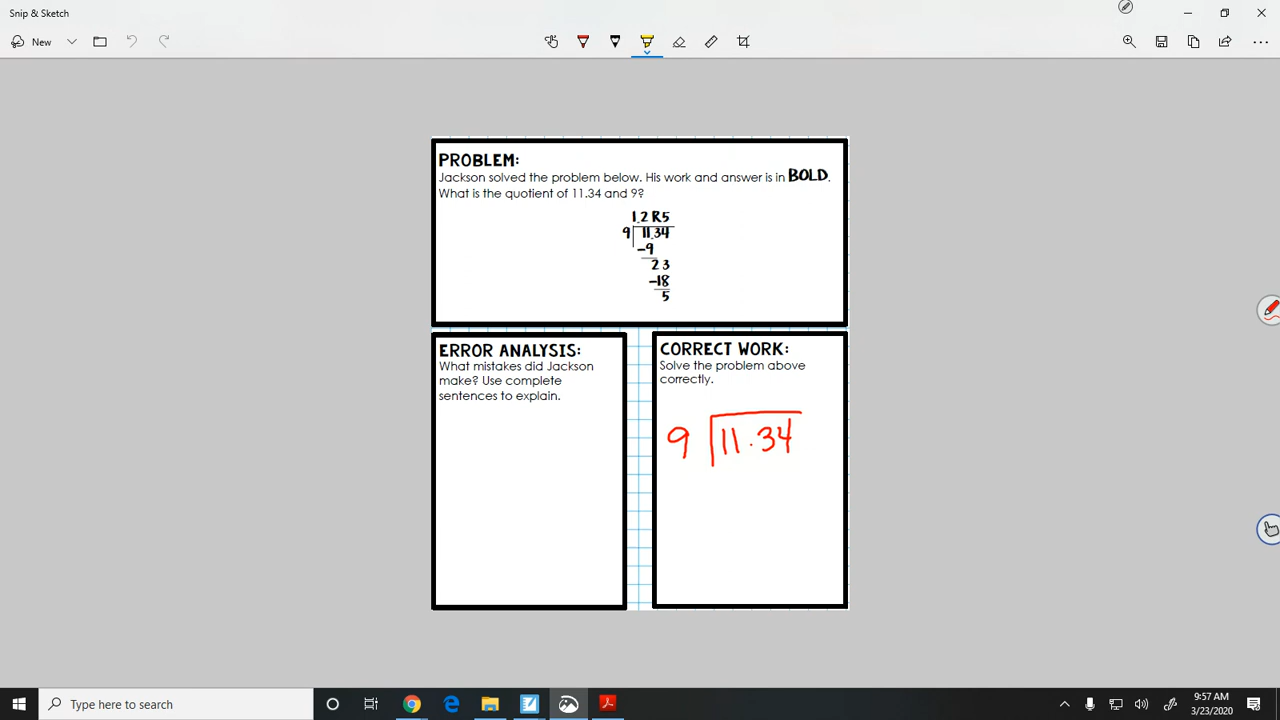 Snip & Sketch
New
PROBLEM:
Jackson solved the problem below. His work and answer is in BOLD.
What is the quotient of 11.34 and 9?
1.2 R5
9 11.34
-9
23
-18
5
ERROR ANALYSIS:
What mistakes did Jackson
make? Use complete
sentences to explain.
CORRECT WORK:
Solve the problem above
correctly.
9 11.34
Type here to search
9:57 AM
3/23/2020